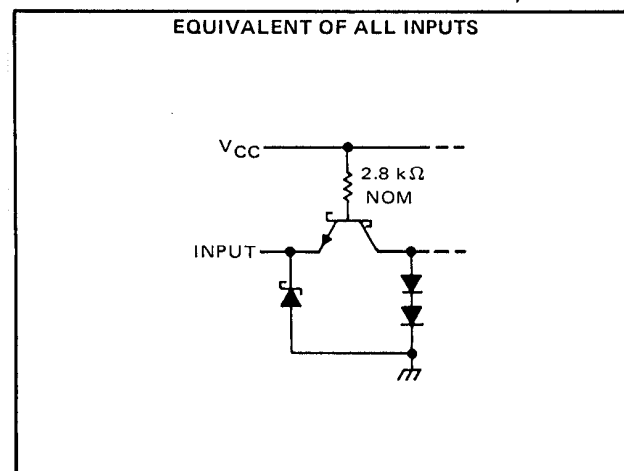 EQUIVALENT OF ALL INPUTS
VCC
2.8 kΩ
NOM
INPUT